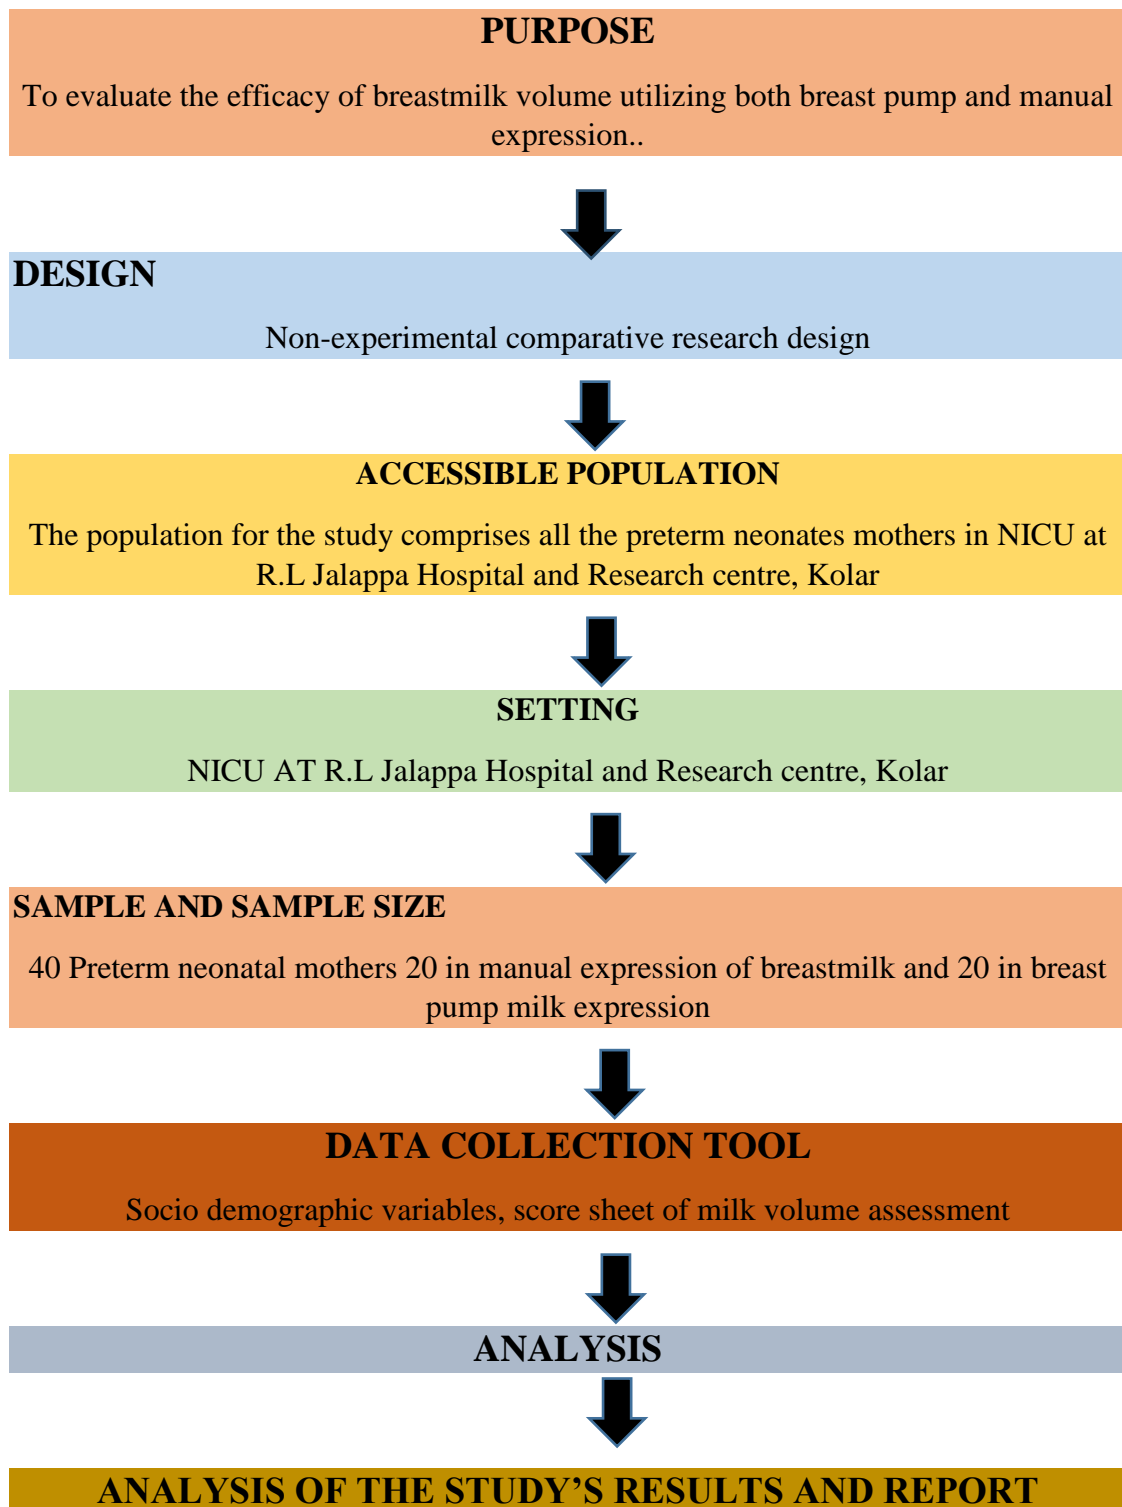 PURPOSE
To evaluate the efficacy of breastmilk volume utilizing both breast pump and manual
expression..
DESIGN
Non-experimental comparative research design
ACCESSIBLE POPULATION
The population for the study comprises all the preterm neonates mothers in NICU at
R.L Jalappa Hospital and Research centre, Kolar
SETTING
NICU AT R.L Jalappa Hospital and Research centre, Kolar
SAMPLE AND SAMPLE SIZE
40 Preterm neonatal mothers 20 in manual expression of breastmilk and 20 in breast
pump milk expression
DATA COLLECTION TOOL
Socio demographic variables, score sheet of milk volume assessment
ANALYSIS
ANALYSIS OF THE STUDY’S RESULTS AND REPORT